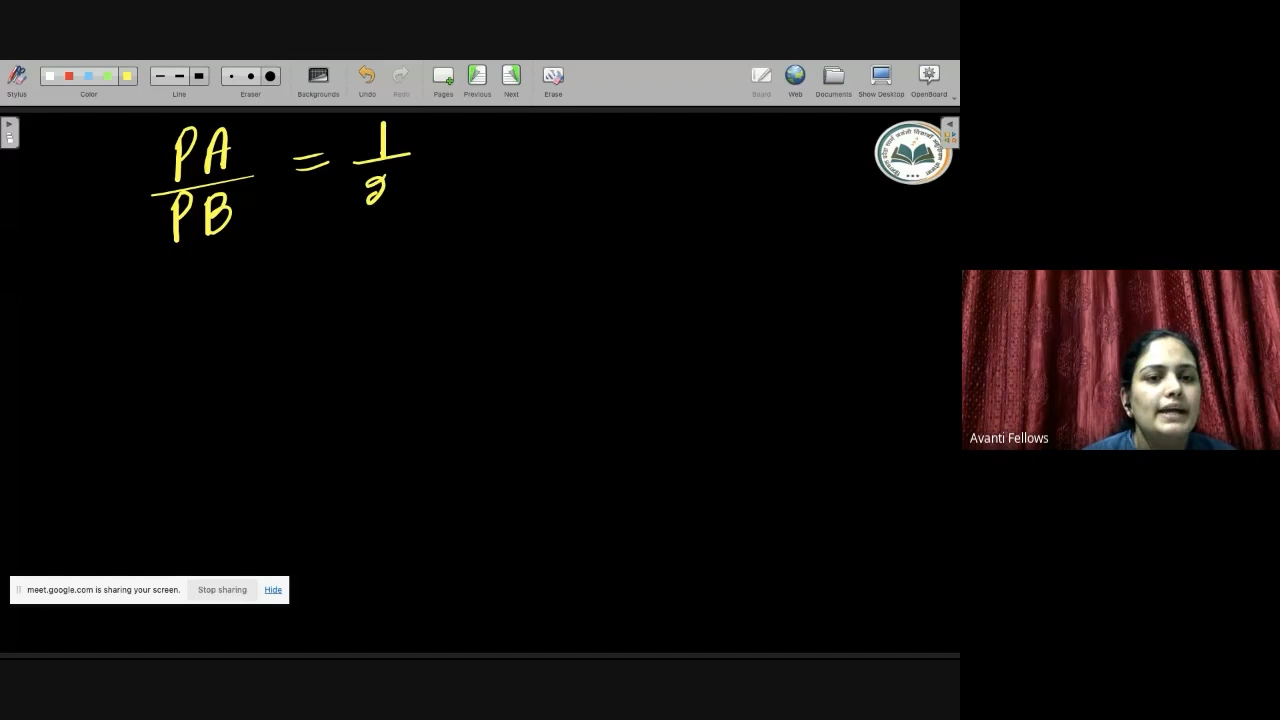 Stylus
Color
Line
Eraser
Backgrounds
Undo
Redo
Pages
Previous
Next
Erase
Board
Web
Documents
Show Desktop
OpenBoard
PA = 1
PB 2
Avanti Fellows
meet.google.com is sharing your screen. Stop sharing Hide